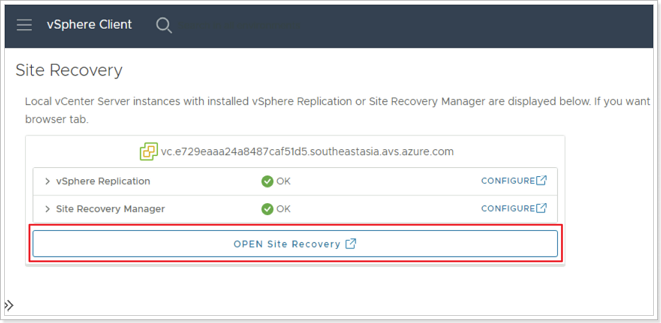 vSphere Client
Site Recovery
Local vCenter Server instances with installed vSphere Replication or Site Recovery Manager are displayed below. If you want
browser tab.
vc.e729eaaa24a8487caf51d5.southeastasia.avs.azure.com
vSphere Replication OK CONFIGURE
Site Recovery Manager OK CONFIGURE
OPEN Site Recovery